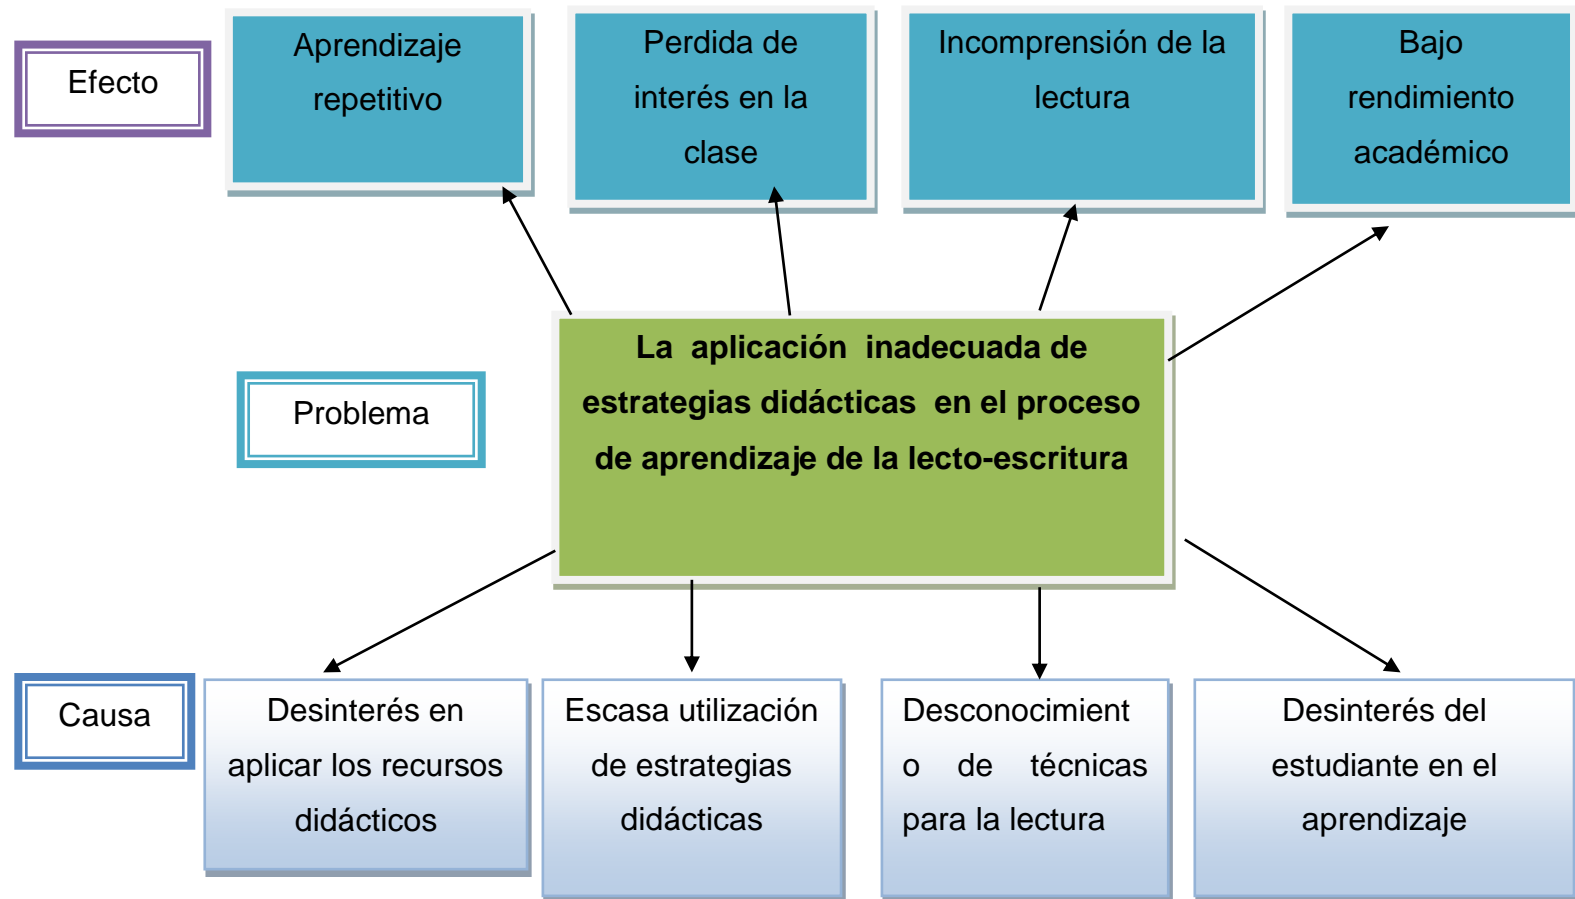 Efecto
Aprendizaje
repetitivo
Perdida de
interés en la
clase
Incomprensión de la
lectura
Bajo
rendimiento
académico
Problema
La aplicación inadecuada de
estrategias didácticas en el proceso
de aprendizaje de la lecto-escritura
Causa
Desinterés en
aplicar los recursos
didácticos
Escasa utilización
de estrategias
didácticas
Desconocimient
o de técnicas
para la lectura
Desinterés del
estudiante en el
aprendizaje